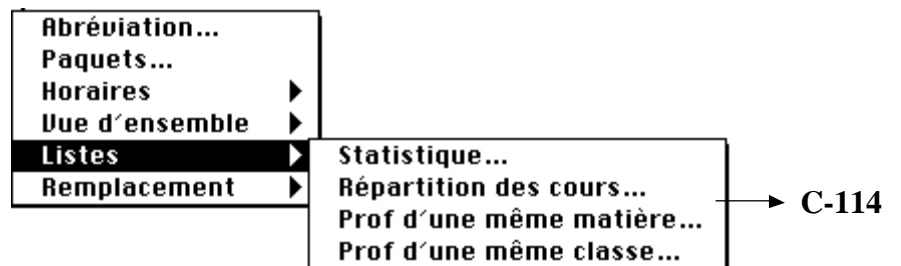 Abréviation...
Paquets...
Horaires
Vue d'ensemble
Listes
Remplacement
Statistique...
Répartition des cours...
Prof d'une même matière...
Prof d'une même classe...
C-114